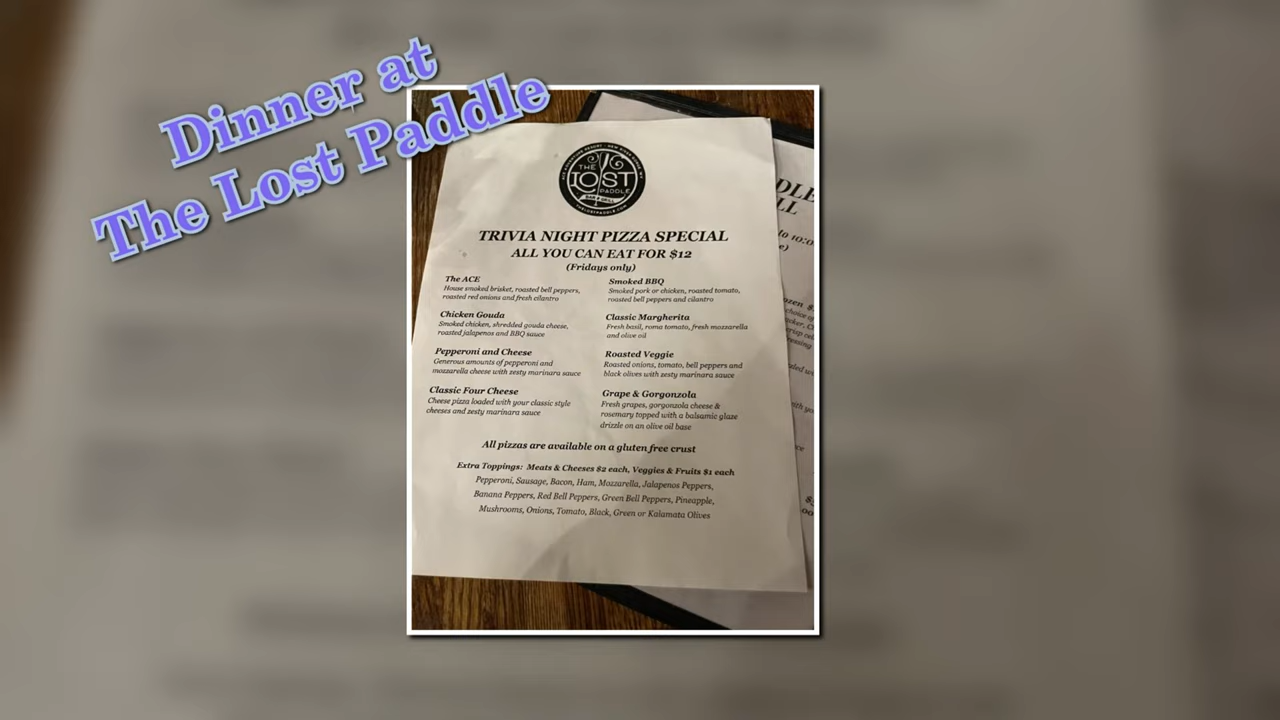 Dinner at
The Lost Paddle
THE
LOST
PADDLE
BAR & GRILL
TRIVIA NIGHT PIZZA SPECIAL
ALL YOU CAN EAT FOR $12
(Fridays only)
The ACE
House smoked brisket, roasted bell peppers,
roasted red onions and fresh cilantro
Chicken Gouda
Smoked chicken, shredded gouda cheese,
roasted jalapenos and BBQ sauce
Pepperoni and Cheese
Generous amounts of pepperoni and
mozzarella cheese with zesty marinara sauce
Classic Four Cheese
Cheese pizza loaded with your classic style
cheeses and zesty marinara sauce
Smoked BBQ
Smoked pork or chicken, roasted tomato,
roasted bell peppers and cilantro
Classic Margherita
Fresh basil, roma tomato, fresh mozzarella
and olive oil
Roasted Veggie
Roasted onions, tomato, bell peppers and
black olives with zesty marinara sauce
Grape & Gorgonzola
Fresh grapes, gorgonzola cheese &
rosemary topped with a balsamic glaze
drizzle on an olive oil base
All pizzas are available on a gluten free crust
Extra Toppings: Meats & Cheeses $2 each, Veggies & Fruits $1 each
Pepperoni, Sausage, Bacon, Ham, Mozzarella, Jalapenos Peppers,
Banana Peppers, Red Bell Peppers, Green Bell Peppers, Pineapple,
Mushrooms, Onions, Tomato, Black, Green or Kalamata Olives